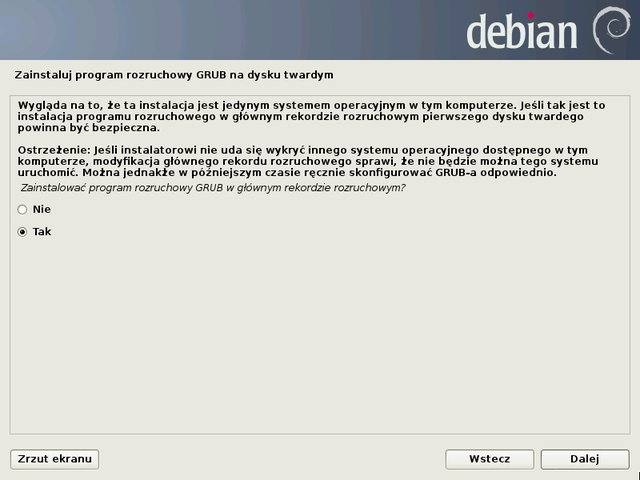 debian
Zainstaluj program rozruchowy GRUB na dysku twardym
Wygląda na to, że ta instalacja jest jedynym systemem operacyjnym w tym komputerze. Jeśli tak jest to
instalacja programu rozruchowego w głównym rekordzie rozruchowym pierwszego dysku twardego
powinna być bezpieczna.
Ostrzeżenie: Jeśli instalatorowi nie uda się wykryć innego systemu operacyjnego dostępnego w tym
komputerze, modyfikacja głównego rekordu rozruchowego sprawi, że nie będzie można tego systemu
uruchomić. Można jednakże w późniejszym czasie ręcznie skonfigurować GRUB-a odpowiednio.
Zainstalować program rozruchowy GRUB w głównym rekordzie rozruchowym?
Nie
Tak
Zrzut ekranu
Wstecz
Dalej